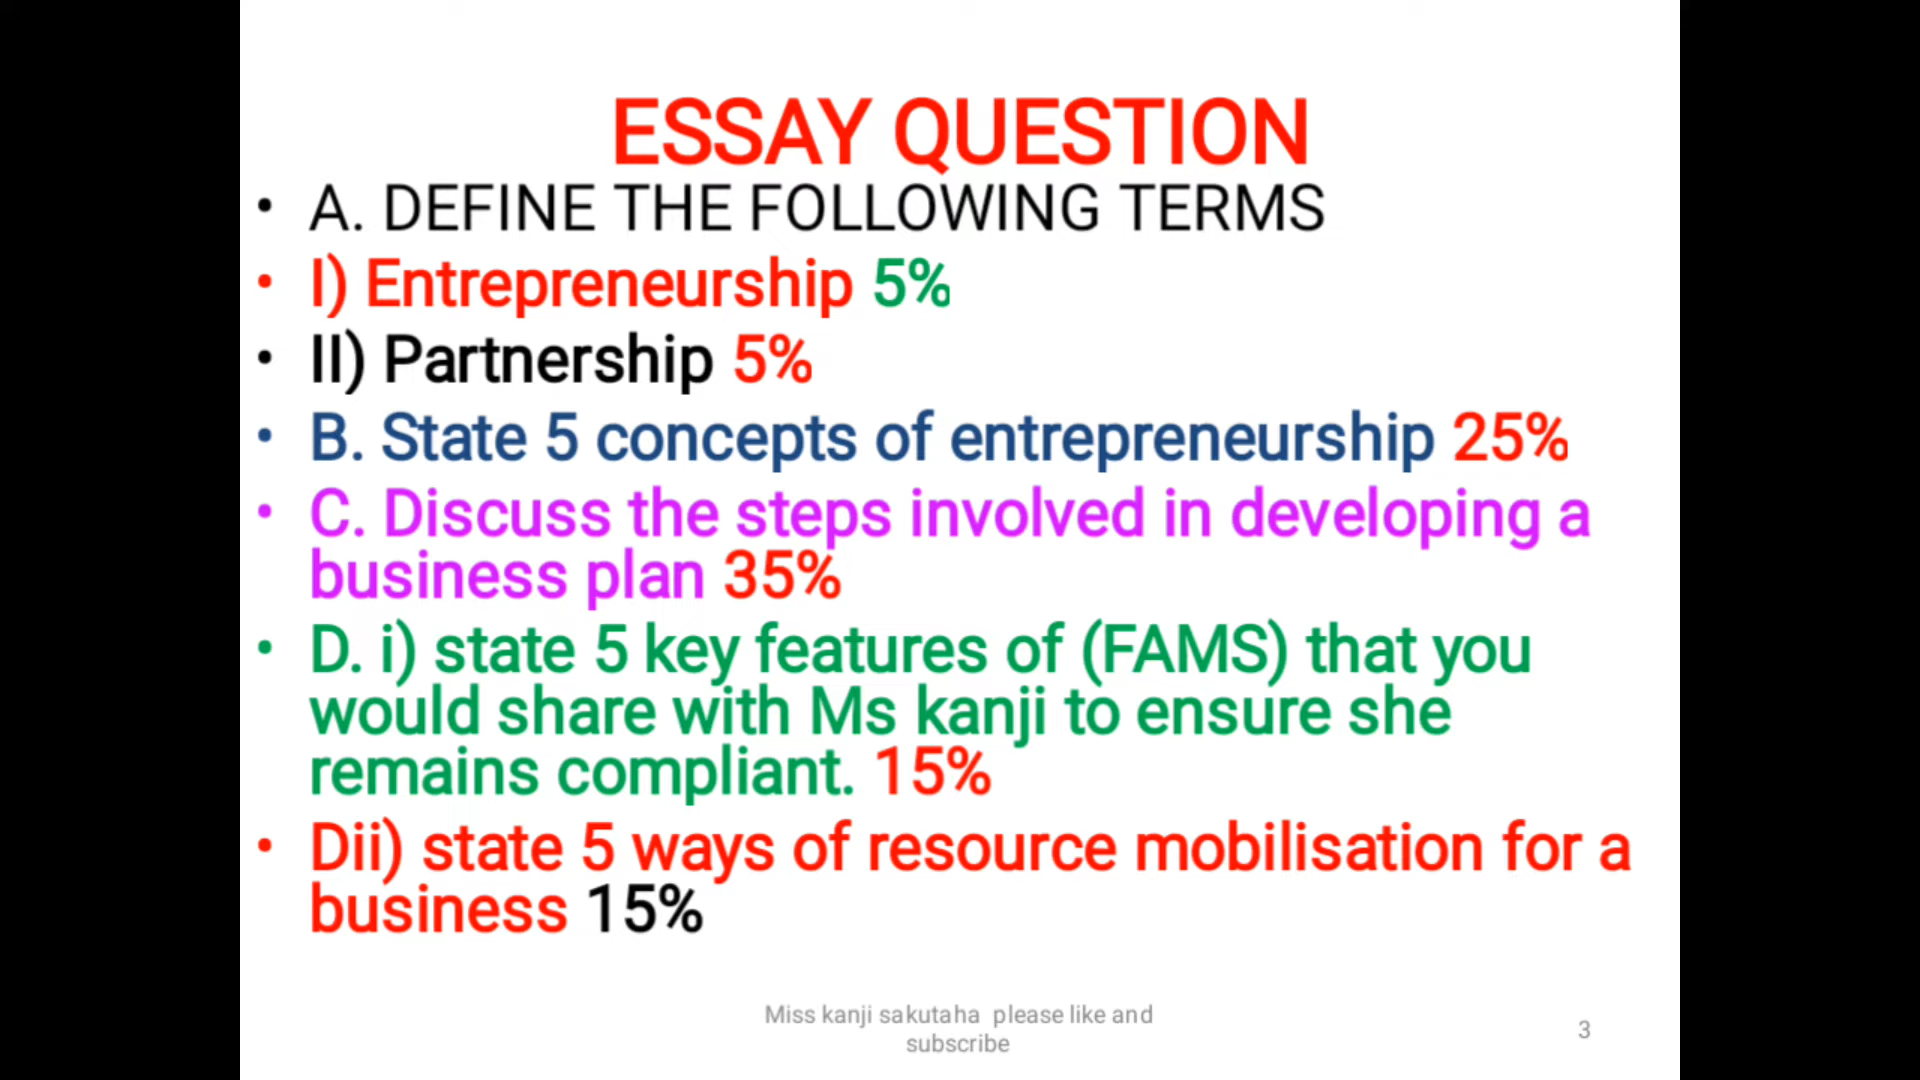 ESSAY QUESTION
• A. DEFINE THE FOLLOWING TERMS
• I) Entrepreneurship 5%
• II) Partnership 5%
• B. State 5 concepts of entrepreneurship 25%
• C. Discuss the steps involved in developing a
business plan 35%
• D. i) state 5 key features of (FAMS) that you
would share with Ms kanji to ensure she
remains compliant. 15%
• Dii) state 5 ways of resource mobilisation for a
business 15%
Miss kanji sakutaha please like and
subscribe
3